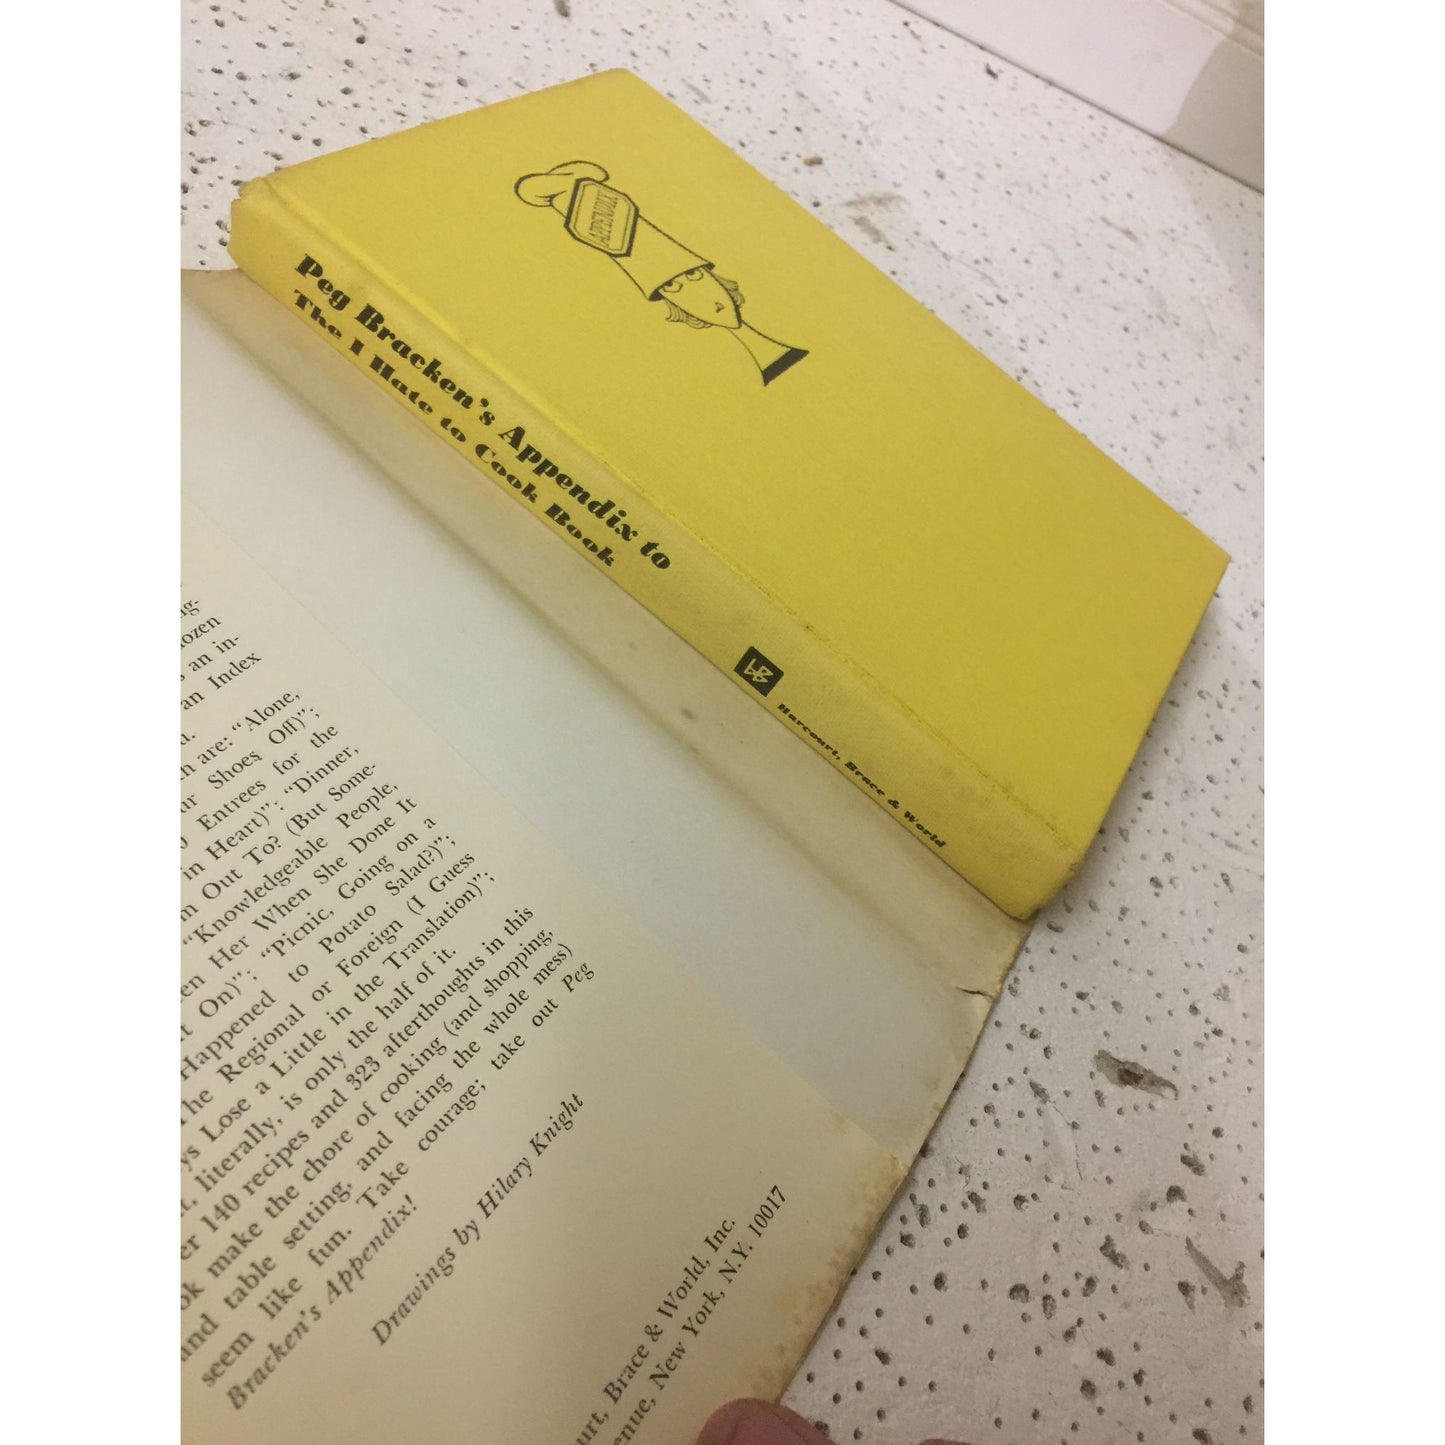 APPENDIX
Peg Bracken's Appendix to
The I Hate to Cook Book
HB
Harcourt, Brace & World
ozen
an in-
an Index
d.
are: "Alone,
Shoes Off)";
Entrees for the
in Heart)"; "Dinner,
Out To? (But Some-
"Knowledgeable People,
Her When She Done It
On)"; "Picnic, Going on a
Happened to Potato Salad?)";
The Regional or Foreign (I Guess
Lose a Little in the Translation)";
literally, is only the half of it.
140 recipes and 323 afterthoughts in this
make the chore of cooking (and shopping,
and table setting, and facing the whole mess)
seem like fun. Take courage; take out Peg
Bracken's Appendix!
Drawings by Hilary Knight
Brace & World, Inc.
New York, N.Y. 10017